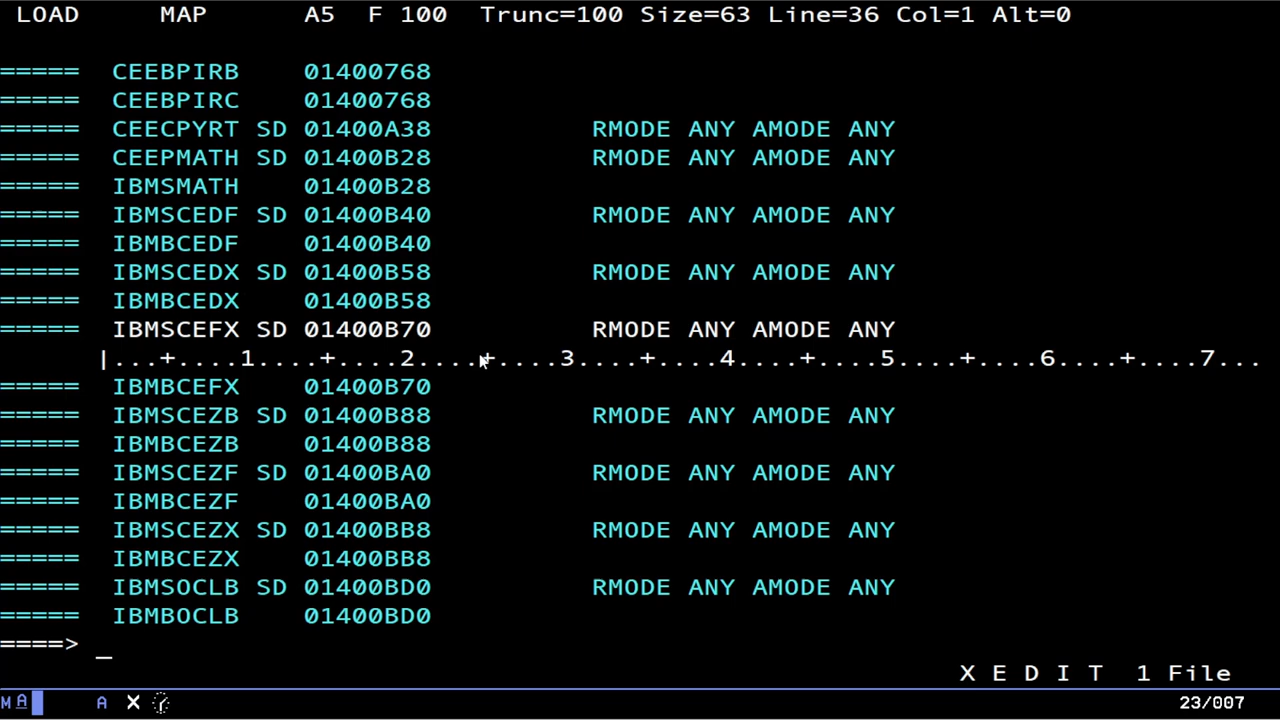 LOAD MAP A5 F 100 Trunc=100 Size=63 Line=36 Col=1 Alt=0
===== CEEBPIRB 01400768
===== CEEBPIRC 01400768
===== CEECPYRT SD 01400A38 RMODE ANY AMODE ANY
===== CEEPMATH SD 01400B28 RMODE ANY AMODE ANY
===== IBMSMATH 01400B28
===== IBMSCEDF SD 01400B40 RMODE ANY AMODE ANY
===== IBMBCEDF 01400B40
===== IBMSCEDX SD 01400B58 RMODE ANY AMODE ANY
===== IBMBCEDX 01400B58
===== IBMSCEFX SD 01400B70 RMODE ANY AMODE ANY
|...+....1....+....2....+....3....+....4....+....5....+....6....+....7...
===== IBMBCEFX 01400B70
===== IBMSCEZB SD 01400B88 RMODE ANY AMODE ANY
===== IBMBCEZB 01400B88
===== IBMSCEZF SD 01400BA0 RMODE ANY AMODE ANY
===== IBMBCEZF 01400BA0
===== IBMSCEZX SD 01400BB8 RMODE ANY AMODE ANY
===== IBMBCEZX 01400BB8
===== IBMSOCLB SD 01400BD0 RMODE ANY AMODE ANY
===== IBMBOCLB 01400BD0
====> _
X E D I T 1 File
MA A X 23/007